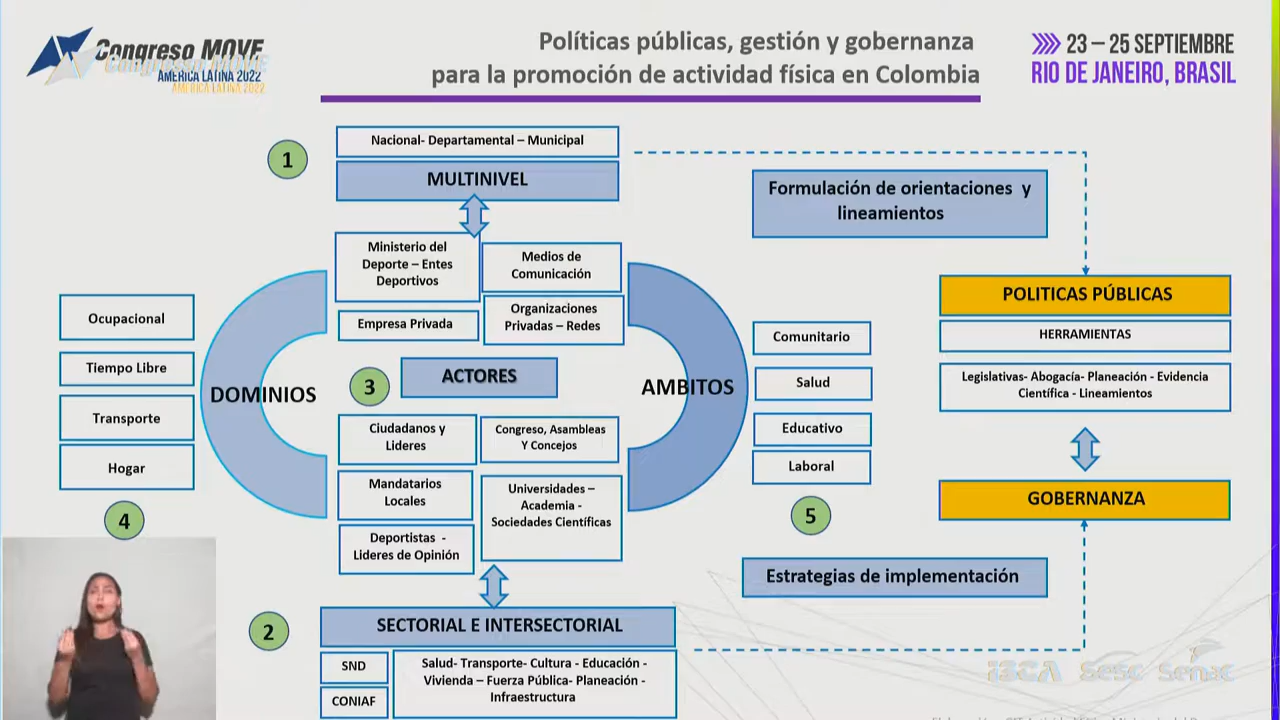 Congreso MOVE
AMÉRICA LATINA 2022
Políticas públicas, gestión y gobernanza
para la promoción de actividad física en Colombia
23 – 25 SEPTIEMBRE
RIO DE JANEIRO, BRASIL
1
Nacional- Departamental – Municipal
MULTINIVEL
Formulación de orientaciones y
lineamientos
Ministerio del
Deporte – Entes
Deportivos
Medios de
Comunicación
Empresa Privada
Organizaciones
Privadas – Redes
3
ACTORES
Ciudadanos y
Lideres
Congreso, Asambleas
Y Concejos
Mandatarios
Locales
Universidades –
Academia -
Sociedades Científicas
Deportistas -
Lideres de Opinión
DOMINIOS
Ocupacional
Tiempo Libre
Transporte
Hogar
4
AMBITOS
Comunitario
Salud
Educativo
Laboral
5
POLITICAS PÚBLICAS
HERRAMIENTAS
Legislativas- Abogacía- Planeación - Evidencia
Científica - Lineamientos
GOBERNANZA
Estrategias de implementación
2
SECTORIAL E INTERSECTORIAL
SND
CONIAF
Salud- Transporte- Cultura - Educación -
Vivienda – Fuerza Pública- Planeación -
Infraestructura
ISCA
Sesc
Senac